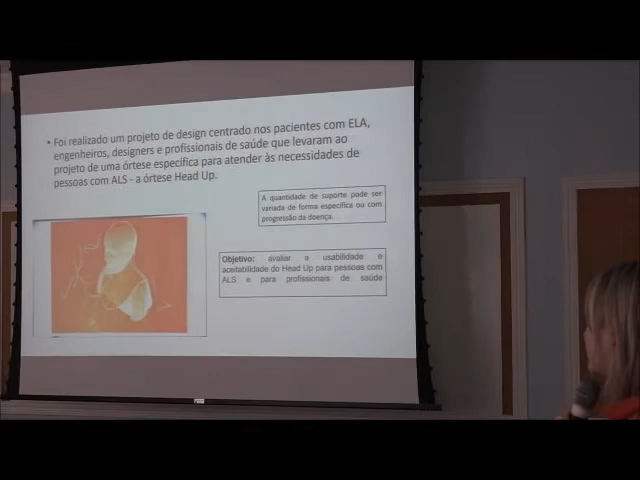 • Foi realizado um projeto de design centrado nos pacientes com ELA,
engenheiros, designers e profissionais de saúde que levaram ao
projeto de uma órtese específica para atender às necessidades de
pessoas com ALS - a órtese Head Up.
A quantidade de suporte pode ser
variada de forma específica ou com
progressão da doença.
Objetivo: avaliar a usabilidade e
aceitabilidade do Head Up para pessoas com
ALS e para profissionais de saúde